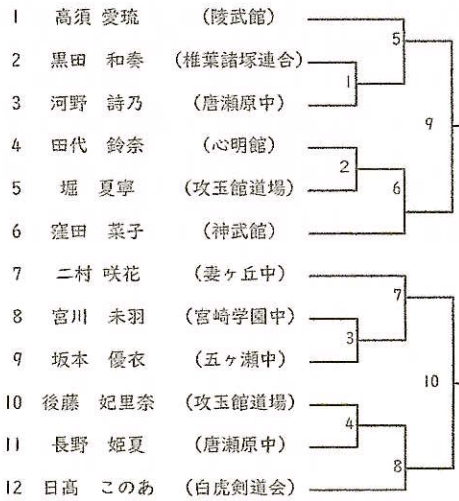 1 高須 愛琉 (陵武館)
2 黒田 和奏 (椎葉諸塚連合)
3 河野 詩乃 (唐瀬原中)
4 田代 鈴奈 (心明館)
5 堀 夏寧 (攻玉館道場)
6 窪田 菜子 (神武館)
7 二村 咲花 (妻ヶ丘中)
8 宮川 未羽 (宮崎学園中)
9 坂本 優衣 (五ヶ瀬中)
10 後藤 妃里奈 (攻玉館道場)
11 長野 姫夏 (唐瀬原中)
12 日髙 このあ (白虎剣道会)
5
1
9
2
6
7
3
10
4
8